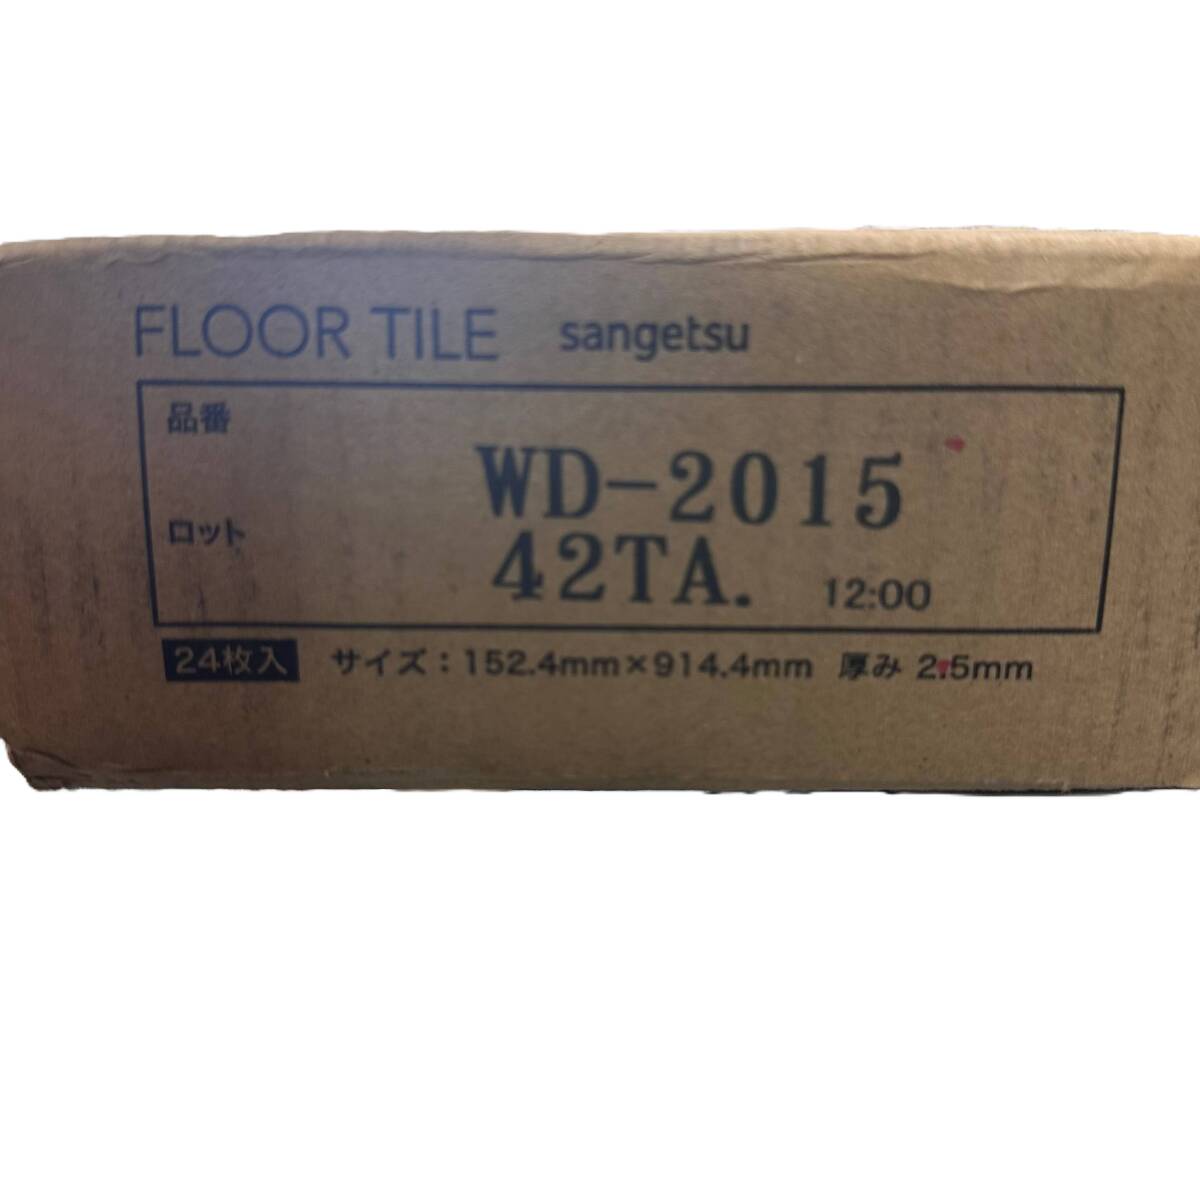 FLOOR TILE sangetsu
品番 WD-2015
ロット 42TA. 12:00
24枚入 サイズ：152.4mm×914.4mm 厚み 2.5mm